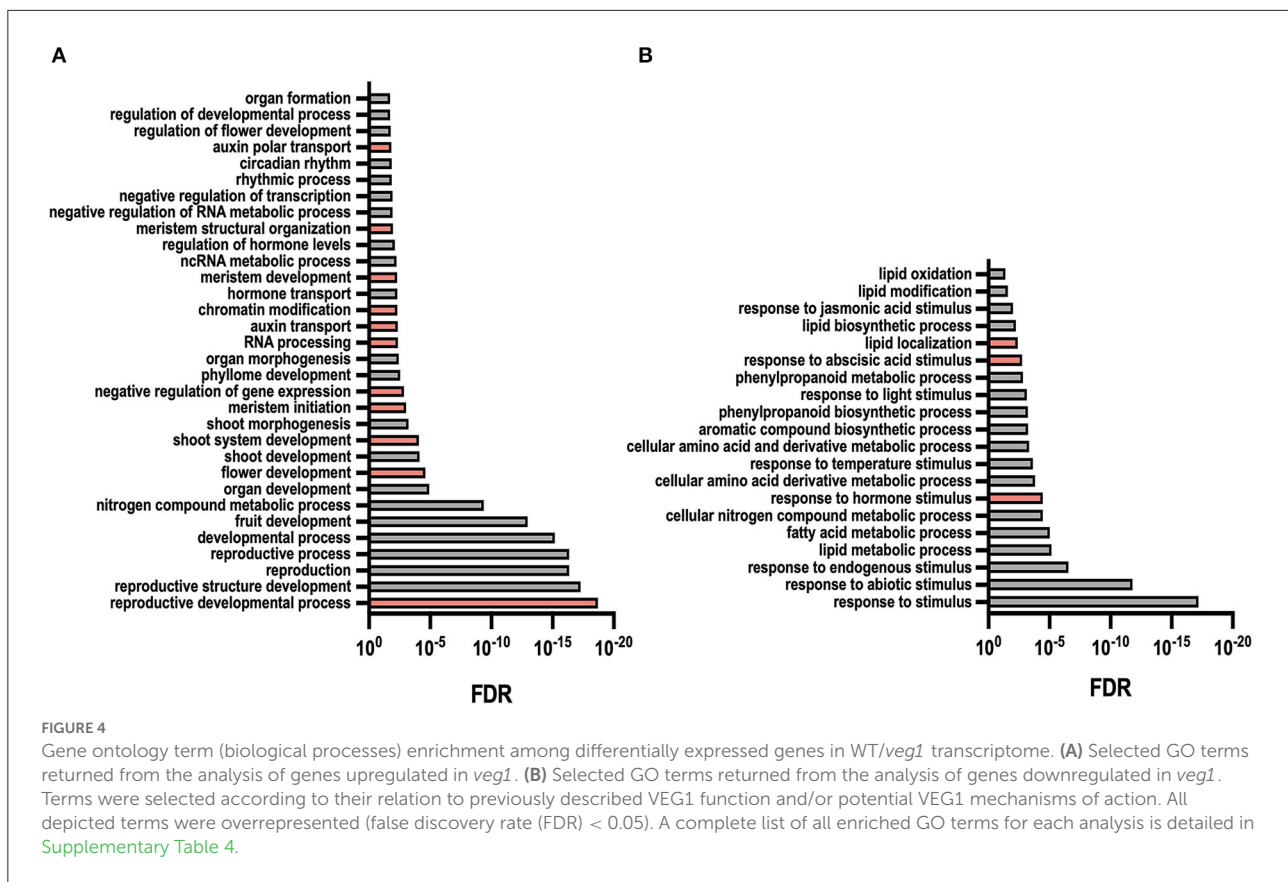 A
organ formation
regulation of developmental process
regulation of flower development
auxin polar transport
circadian rhythm
rhythmic process
negative regulation of transcription
negative regulation of RNA metabolic process
meristem structural organization
regulation of hormone levels
ncRNA metabolic process
meristem development
hormone transport
chromatin modification
auxin transport
RNA processing
organ morphogenesis
phyllome development
negative regulation of gene expression
meristem initiation
shoot morphogenesis
shoot system development
shoot development
flower development
organ development
nitrogen compound metabolic process
fruit development
developmental process
reproductive process
reproduction
reproductive structure development
reproductive developmental process
10⁰ 10⁻⁵ 10⁻¹⁰ 10⁻¹⁵ 10⁻²⁰
FDR
B
lipid oxidation
lipid modification
response to jasmonic acid stimulus
lipid biosynthetic process
lipid localization
response to abscisic acid stimulus
phenylpropanoid metabolic process
response to light stimulus
phenylpropanoid biosynthetic process
aromatic compound biosynthetic process
cellular amino acid and derivative metabolic process
response to temperature stimulus
cellular amino acid derivative metabolic process
response to hormone stimulus
cellular nitrogen compound metabolic process
fatty acid metabolic process
lipid metabolic process
response to endogenous stimulus
response to abiotic stimulus
response to stimulus
10⁰ 10⁻⁵ 10⁻¹⁰ 10⁻¹⁵ 10⁻²⁰
FDR
FIGURE 4
Gene ontology term (biological processes) enrichment among differentially expressed genes in WT/veg1 transcriptome. (A) Selected GO terms
returned from the analysis of genes upregulated in veg1. (B) Selected GO terms returned from the analysis of genes downregulated in veg1.
Terms were selected according to their relation to previously described VEG1 function and/or potential VEG1 mechanisms of action. All
depicted terms were overrepresented (false discovery rate (FDR) < 0.05). A complete list of all enriched GO terms for each analysis is detailed in
Supplementary Table 4.